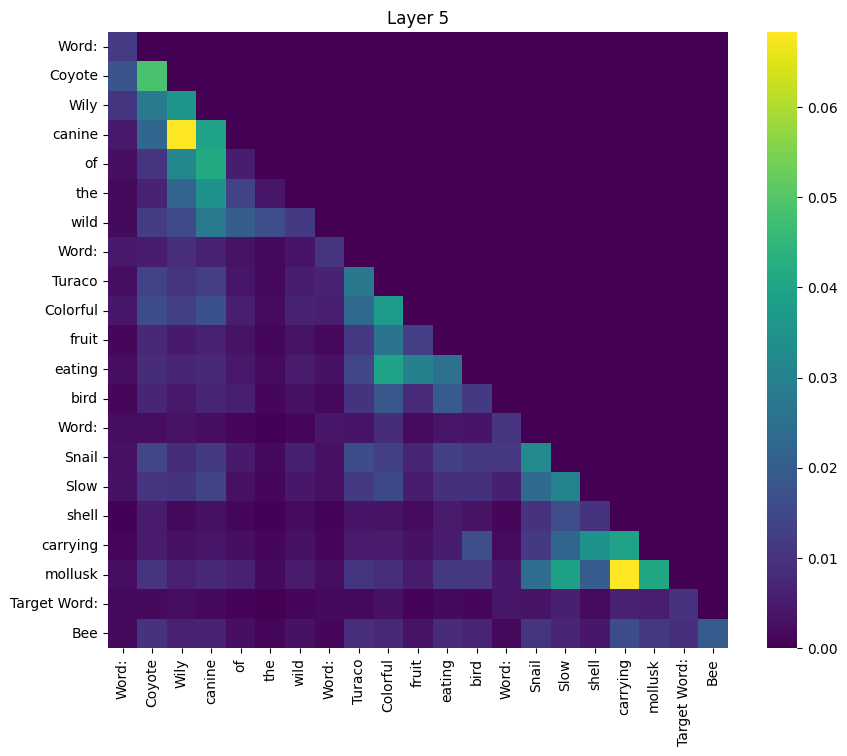 Layer 5
Word:
Coyote
Wily
canine
of
the
wild
Word:
Turaco
Colorful
fruit
eating
bird
Word:
Snail
Slow
shell
carrying
mollusk
Target Word:
Bee
Word:
Coyote
Wily
canine
of
the
wild
Word:
Turaco
Colorful
fruit
eating
bird
Word:
Snail
Slow
shell
carrying
mollusk
Target Word:
Bee
0.06
0.05
0.04
0.03
0.02
0.01
0.00